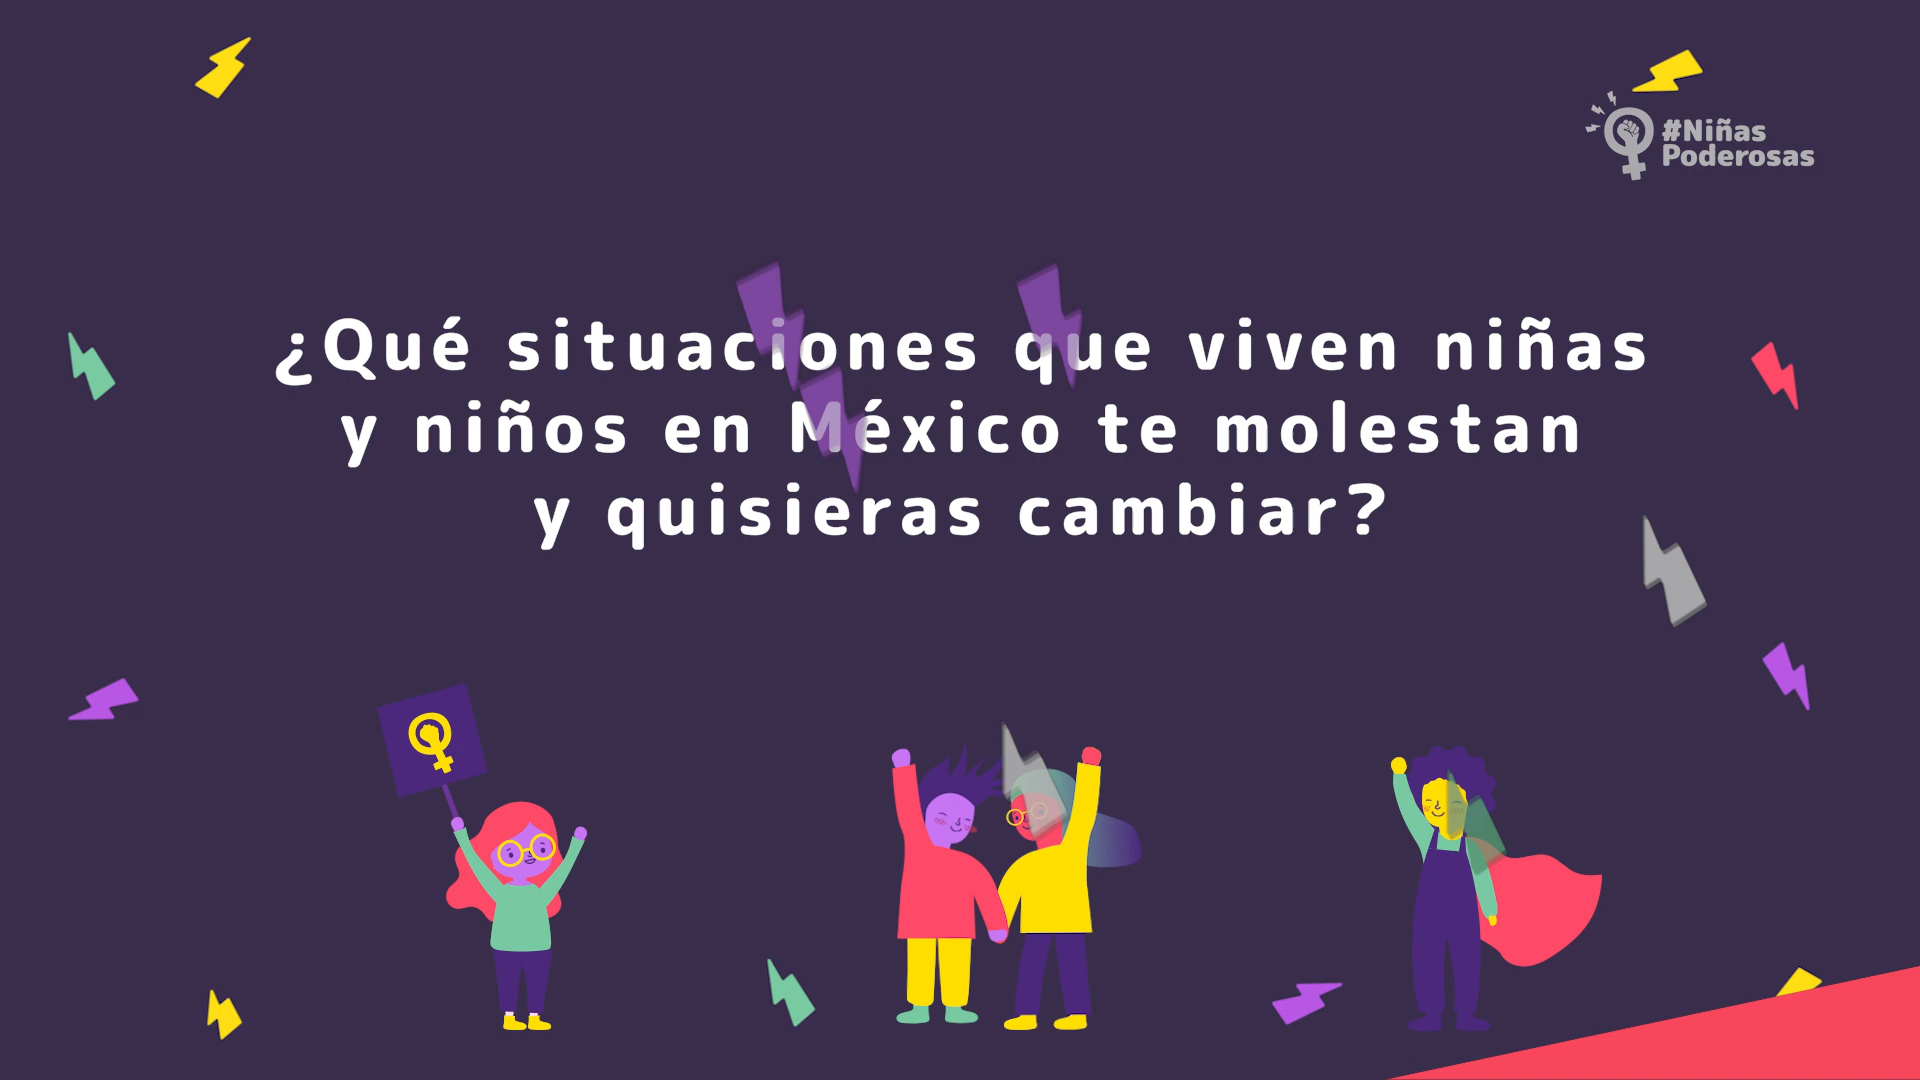 #Niñas
Poderosas
¿Qué situaciones que viven niñas
y niños en México te molestan
y quisieras cambiar?